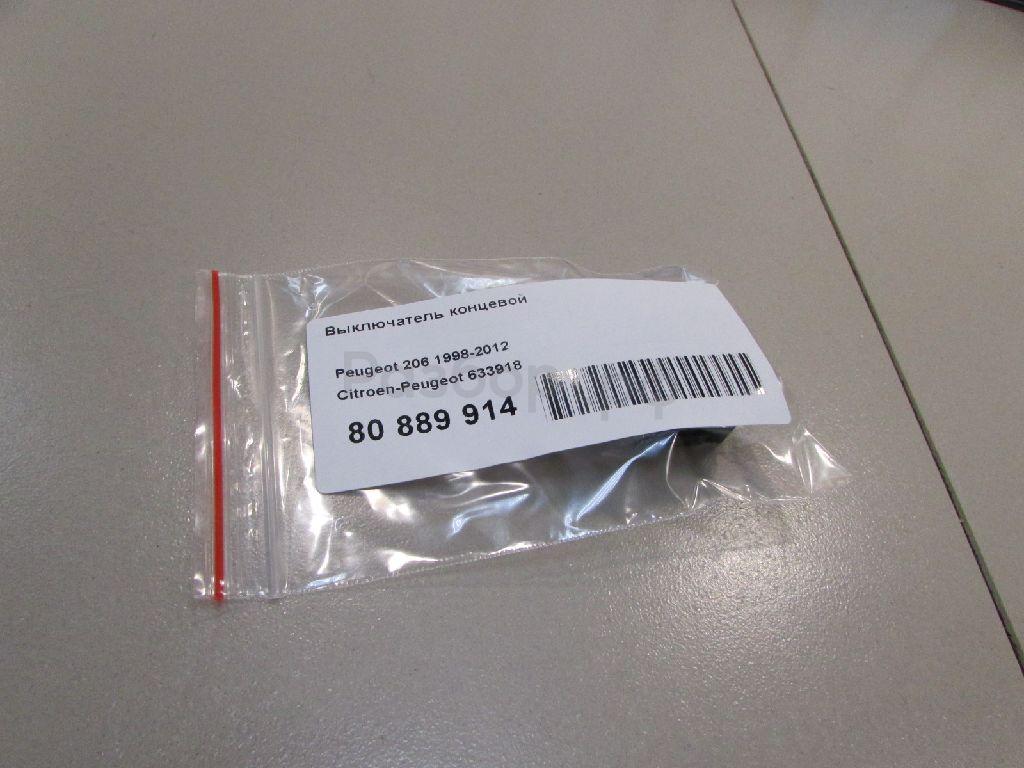 Выключатель концевой
Peugeot 206 1998-2012
Citroen-Peugeot 633918
80 889 914